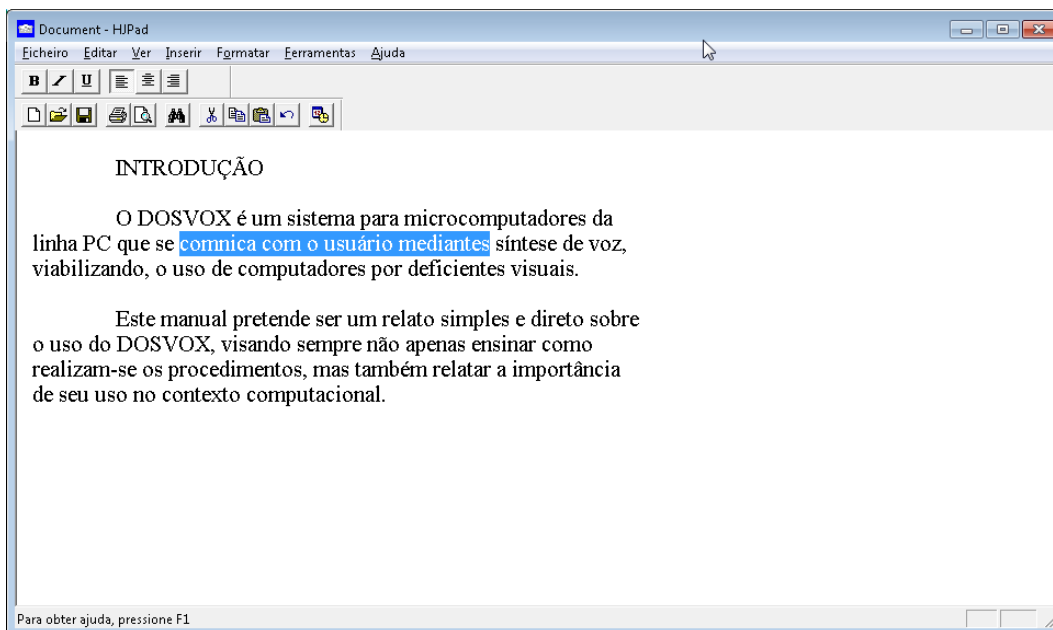 Document - HJPad
Ficheiro Editar Ver Inserir Formatar Ferramentas Ajuda
B I U
INTRODUÇÃO
O DOSVOX é um sistema para microcomputadores da
linha PC que se comnica com o usuário mediantes síntese de voz,
viabilizando, o uso de computadores por deficientes visuais.
Este manual pretende ser um relato simples e direto sobre
o uso do DOSVOX, visando sempre não apenas ensinar como
realizam-se os procedimentos, mas também relatar a importância
de seu uso no contexto computacional.
Para obter ajuda, pressione F1